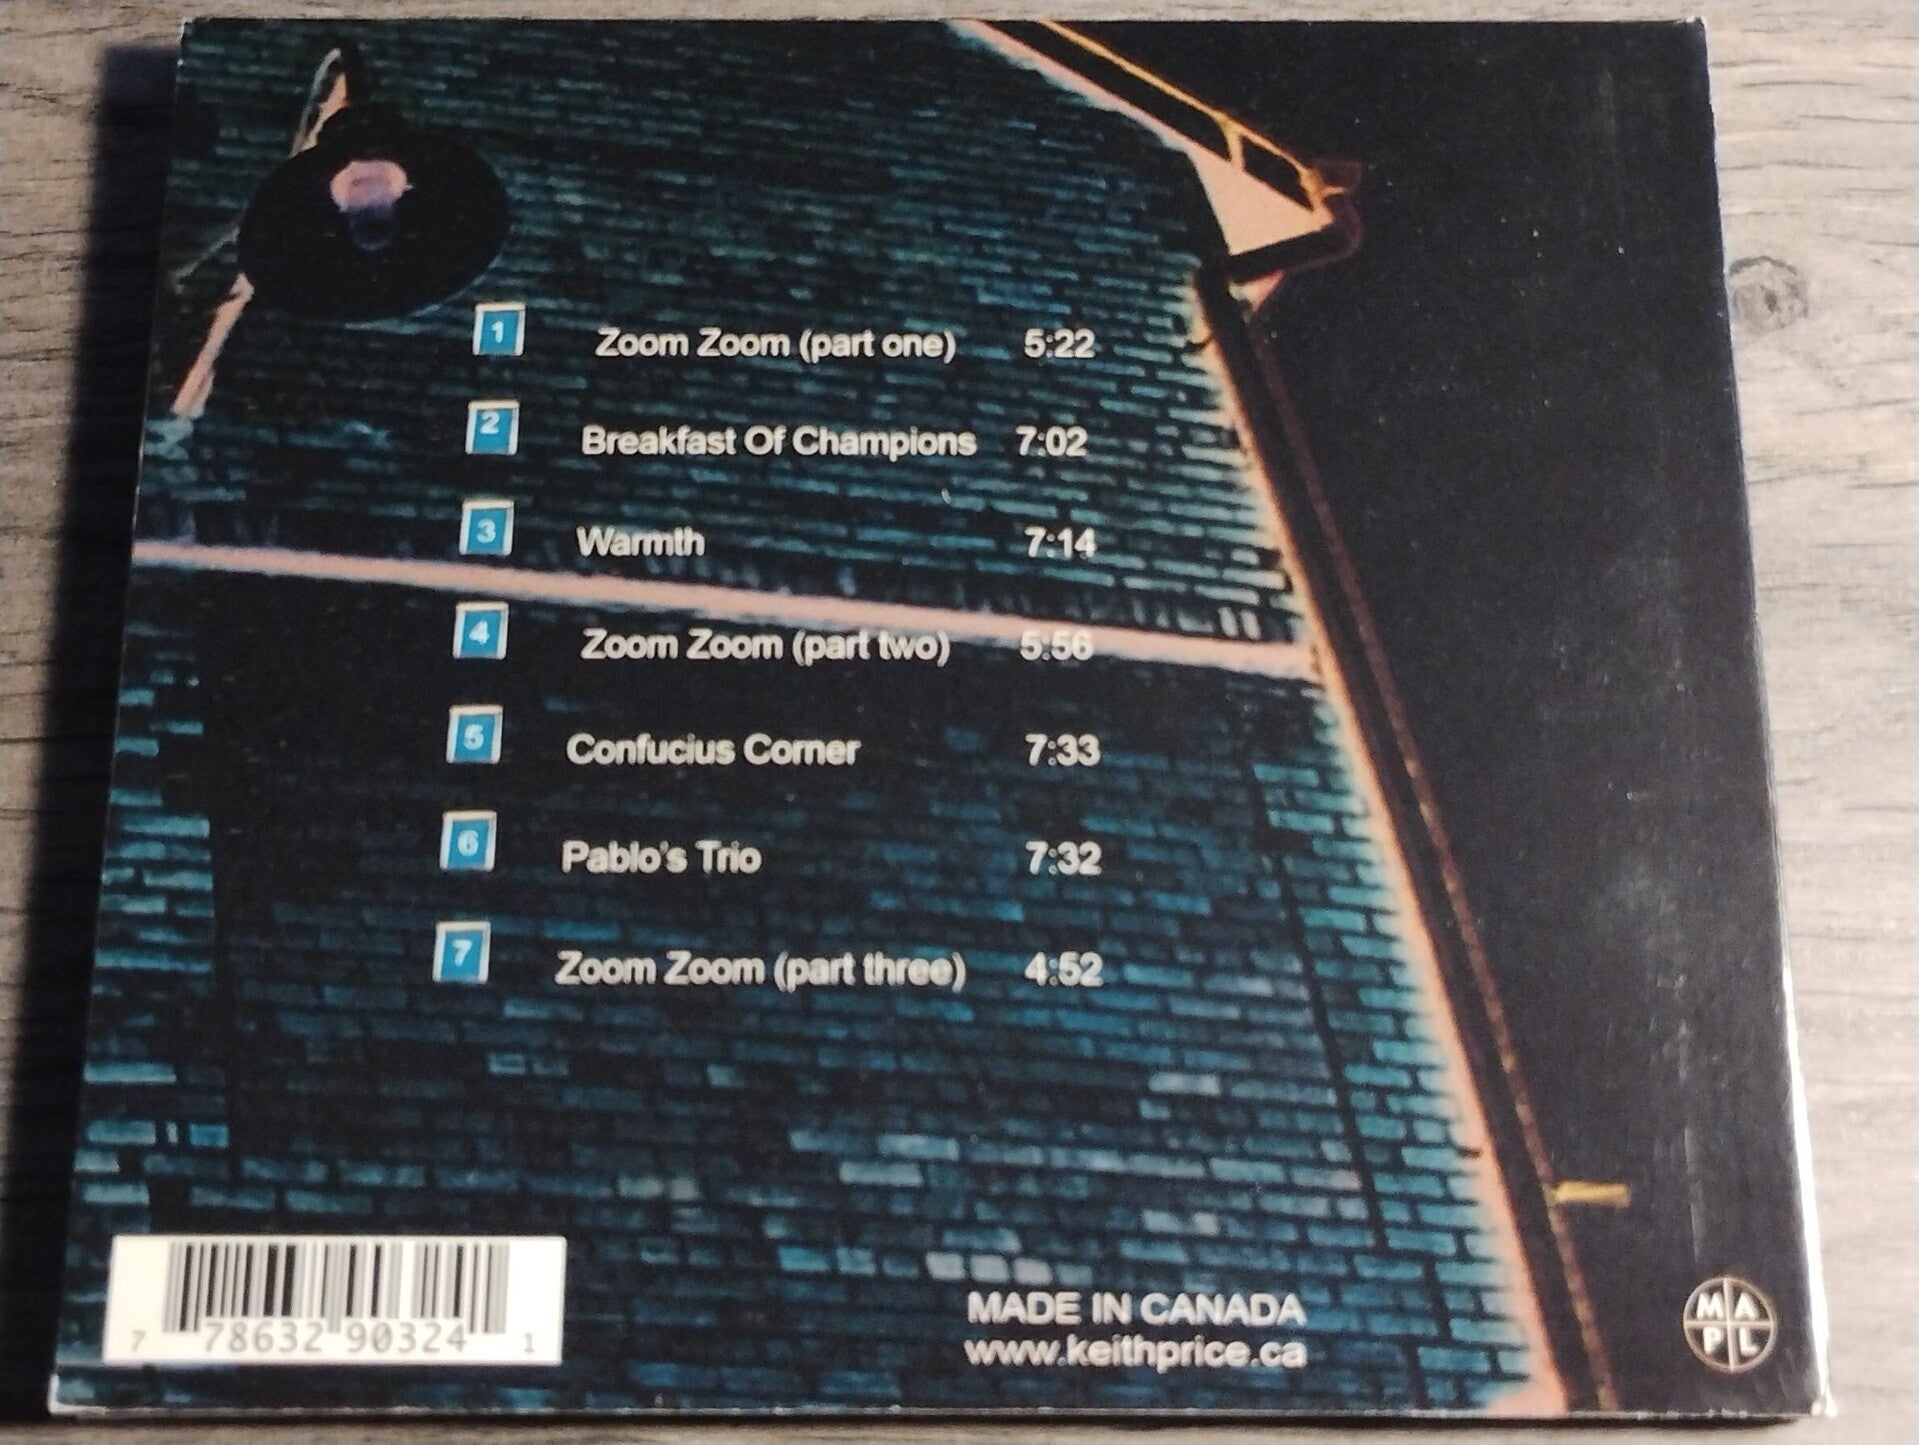 1 Zoom Zoom (part one) 5:22
2 Breakfast Of Champions 7:02
3 Warmth 7:14
4 Zoom Zoom (part two) 5:56
5 Confucius Corner 7:33
6 Pablo's Trio 7:32
7 Zoom Zoom (part three) 4:52
7 78632 90324 1
MADE IN CANADA
www.keithprice.ca
M A
P L